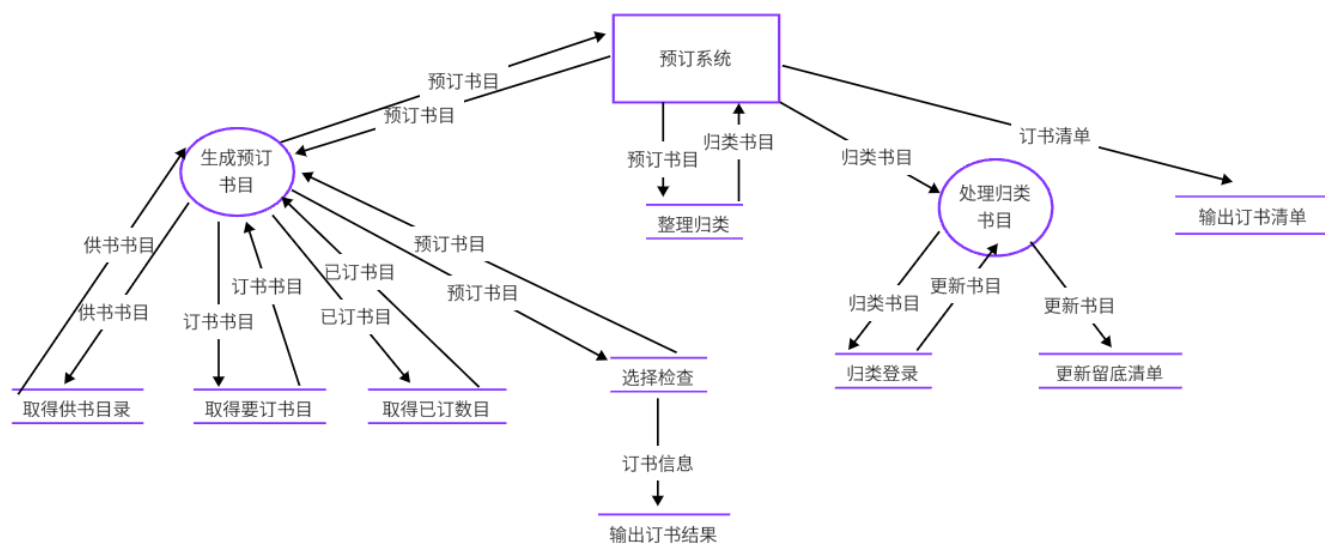 预订系统
预订书目
预订书目
订书清单
生成预订
书目
预订书目
归类书目
归类书目
处理归类
书目
整理归类
输出订书清单
供书书目
预订书目
已订书目
订书书目
预订书目
更新书目
归类书目
供书书目
订书书目
已订书目
更新书目
选择检查
归类登录
更新留底清单
取得供书目录
取得要订书目
取得已订数目
订书信息
输出订书结果